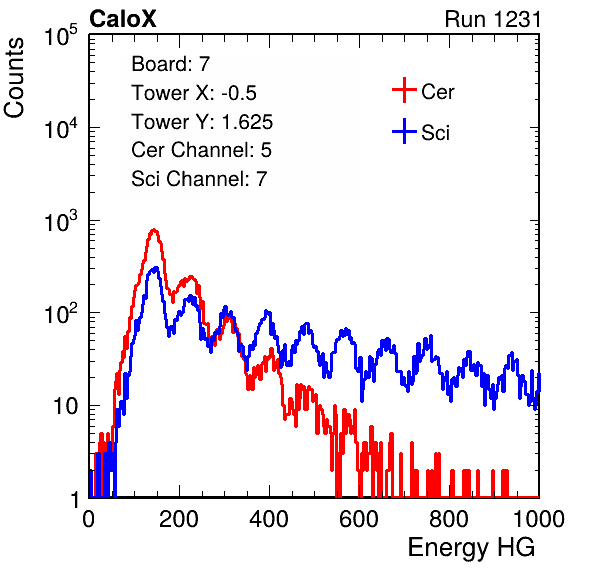 CaloX Run 1231
Counts
10^5
10^4
10^3
10^2
10
1
Board: 7
Tower X: -0.5
Tower Y: 1.625
Cer Channel: 5
Sci Channel: 7
Cer
Sci
0 200 400 600 800 1000
Energy HG